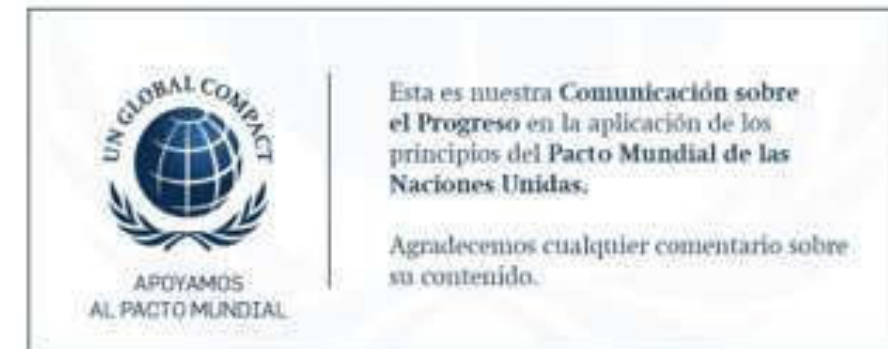 UN GLOBAL COMPACT
APOYAMOS
AL PACTO MUNDIAL
Esta es nuestra Comunicación sobre
el Progreso en la aplicación de los
principios del Pacto Mundial de las
Naciones Unidas.
Agradecemos cualquier comentario sobre
su contenido.